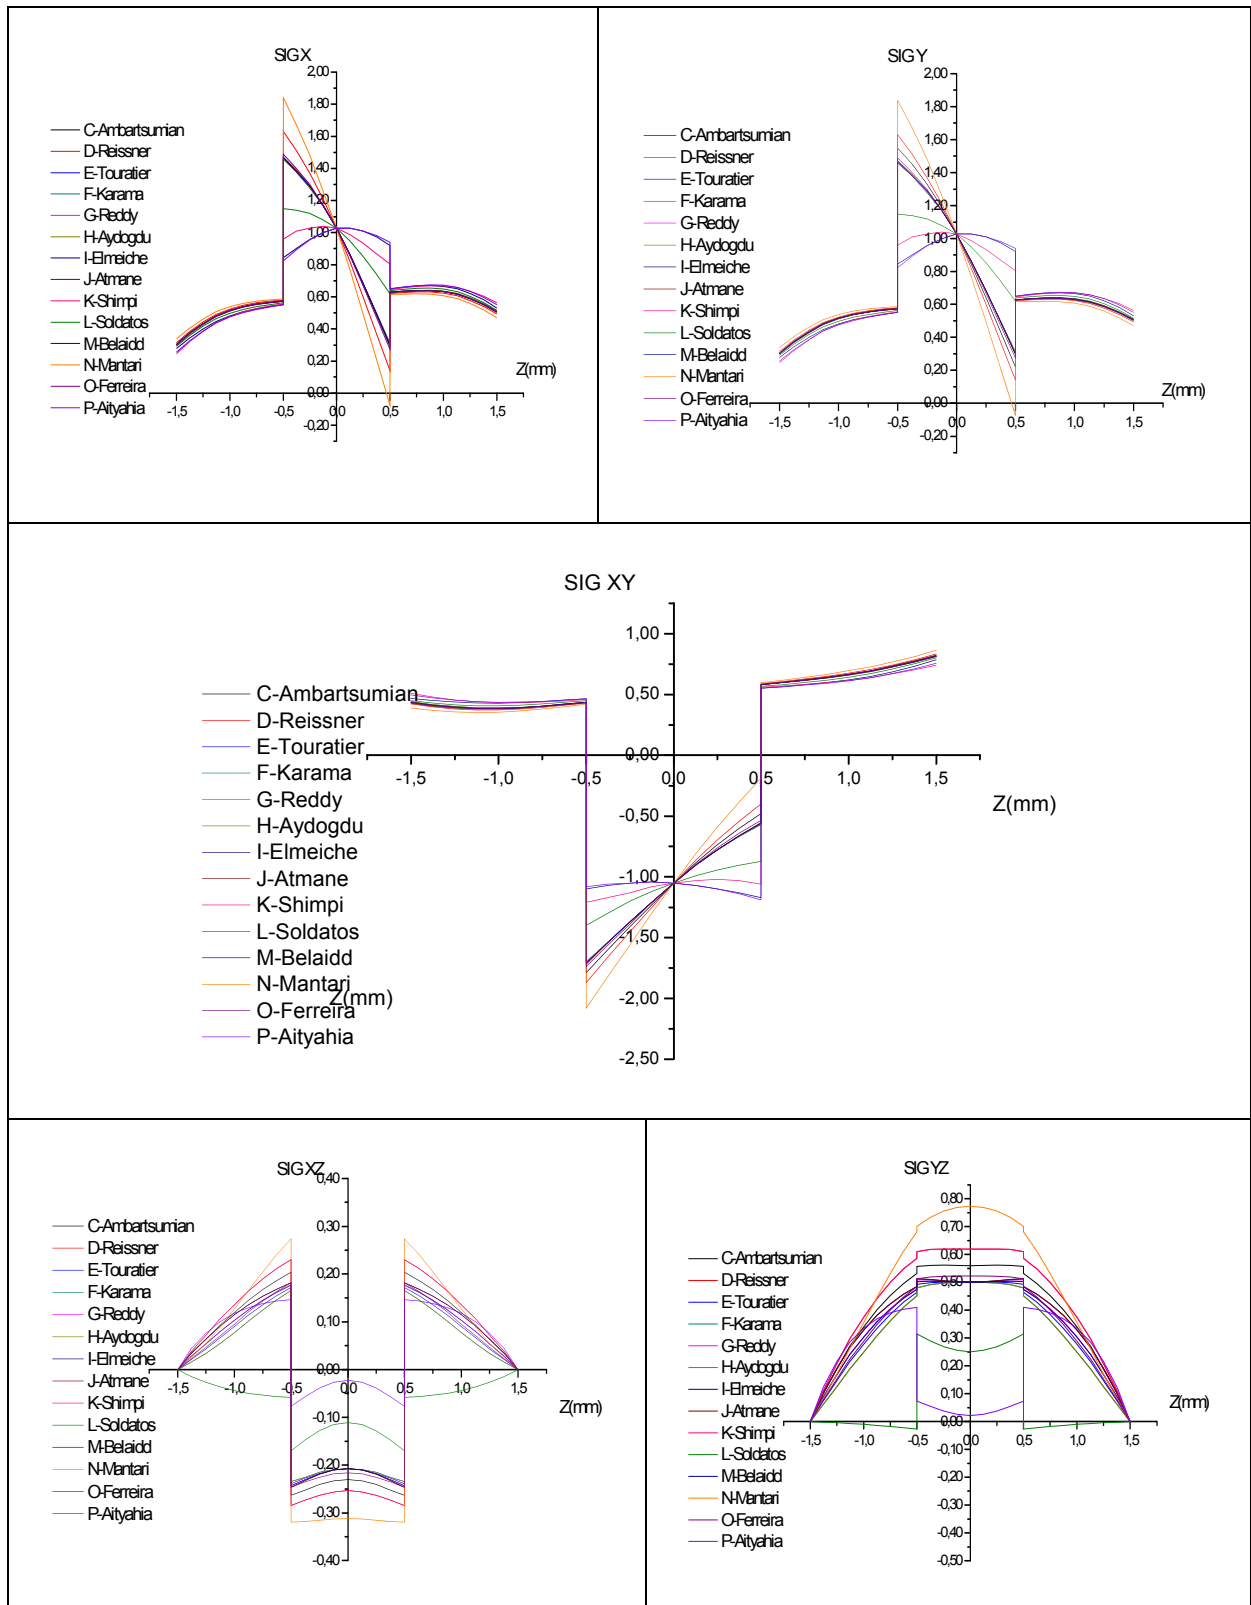 SIGX
2,00
1,80
1,60
1,40
1,20
1,00
0,80
0,60
0,40
0,20
0,00
-0,20
-1,5 -1,0 -0,5 0,0 0,5 1,0 1,5
Z(mm)
C-Ambartsumian
D-Reissner
E-Touratier
F-Karama
G-Reddy
H-Aydogdu
I-Elmeiche
J-Atmane
K-Shimpi
L-Soldatos
M-Belaidd
N-Mantari
O-Ferreira
P-Aityahia
SIGY
2,00
1,80
1,60
1,40
1,20
1,00
0,80
0,60
0,40
0,20
0,00
-0,20
-1,5 -1,0 -0,5 0,0 0,5 1,0 1,5
Z(mm)
C-Ambartsumian
D-Reissner
E-Touratier
F-Karama
G-Reddy
H-Aydogdu
I-Elmeiche
J-Atmane
K-Shimpi
L-Soldatos
M-Belaidd
N-Mantari
O-Ferreira
P-Aityahia
SIG XY
1,00
0,50
0,00
-0,50
-1,00
-1,50
-2,00
-2,50
-1,5 -1,0 -0,5 0,0 0,5 1,0 1,5
Z(mm)
C-Ambartsumian
D-Reissner
E-Touratier
F-Karama
G-Reddy
H-Aydogdu
I-Elmeiche
J-Atmane
K-Shimpi
L-Soldatos
M-Belaidd
N-Mantari
Z(mm)
O-Ferreira
P-Aityahia
SIGXZ
0,40
0,30
0,20
0,10
0,00
-0,10
-0,20
-0,30
-0,40
-1,5 -1,0 -0,5 0,0 0,5 1,0 1,5
Z(mm)
C-Ambartsumian
D-Reissner
E-Touratier
F-Karama
G-Reddy
H-Aydogdu
I-Elmeiche
J-Atmane
K-Shimpi
L-Soldatos
M-Belaidd
N-Mantari
O-Ferreira
P-Aityahia
SIGYZ
0,80
0,70
0,60
0,50
0,40
0,30
0,20
0,10
0,00
-0,10
-0,20
-0,30
-0,40
-0,50
-1,5 -1,0 -0,5 0,0 0,5 1,0 1,5
Z(mm)
C-Ambartsumian
D-Reissner
E-Touratier
F-Karama
G-Reddy
H-Aydogdu
I-Elmeiche
J-Atmane
K-Shimpi
L-Soldatos
M-Belaidd
N-Mantari
O-Ferreira
P-Aityahia